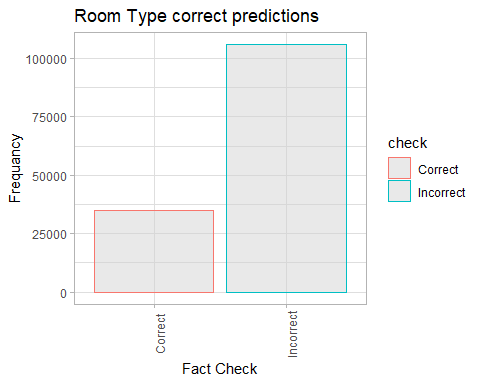 Room Type correct predictions
Frequancy
100000
75000
50000
25000
0
Correct
Incorrect
Fact Check
check
Correct
Incorrect